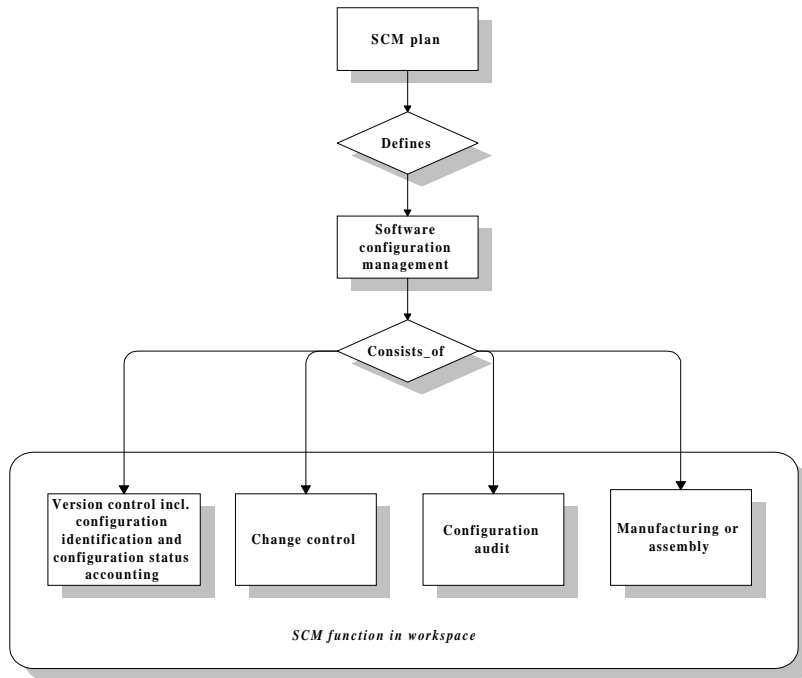 SCM plan
Defines
Software
configuration
management
Consists_of
Version control incl.
configuration
identification and
configuration status
accounting
Change control
Configuration
audit
Manufacturing or
assembly
SCM function in workspace